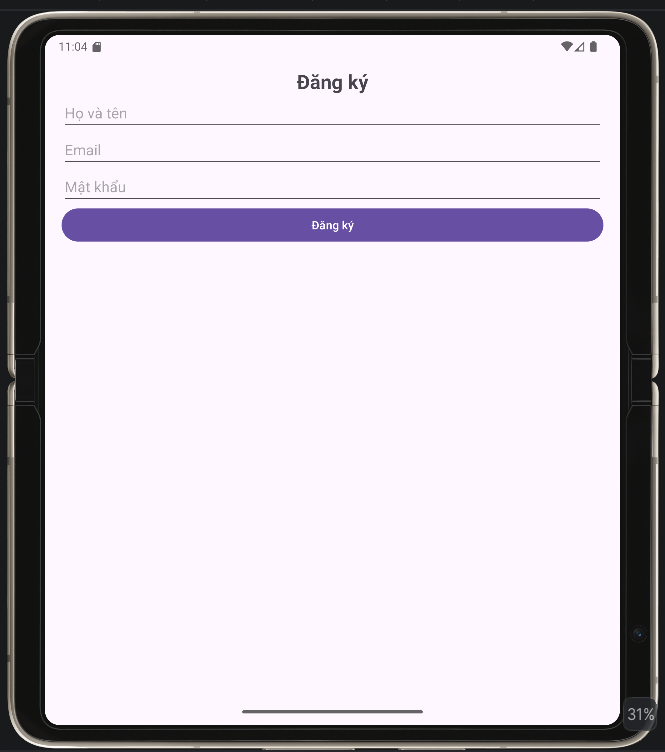 11:04
Đăng ký
Họ và tên
Email
Mật khẩu
Đăng ký
31%